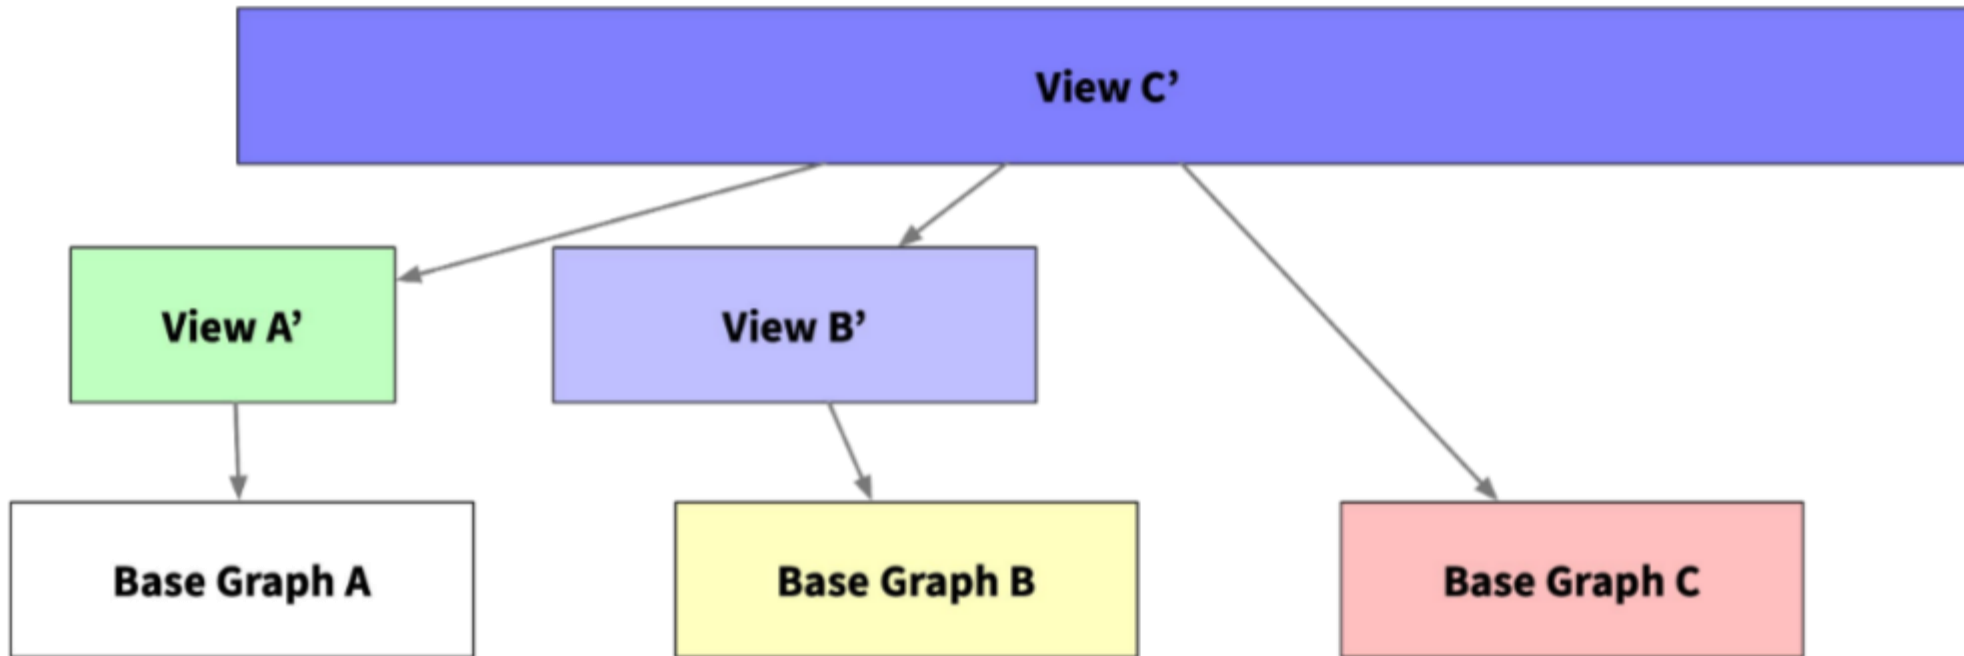 View C’
View A’
View B’
Base Graph A
Base Graph B
Base Graph C